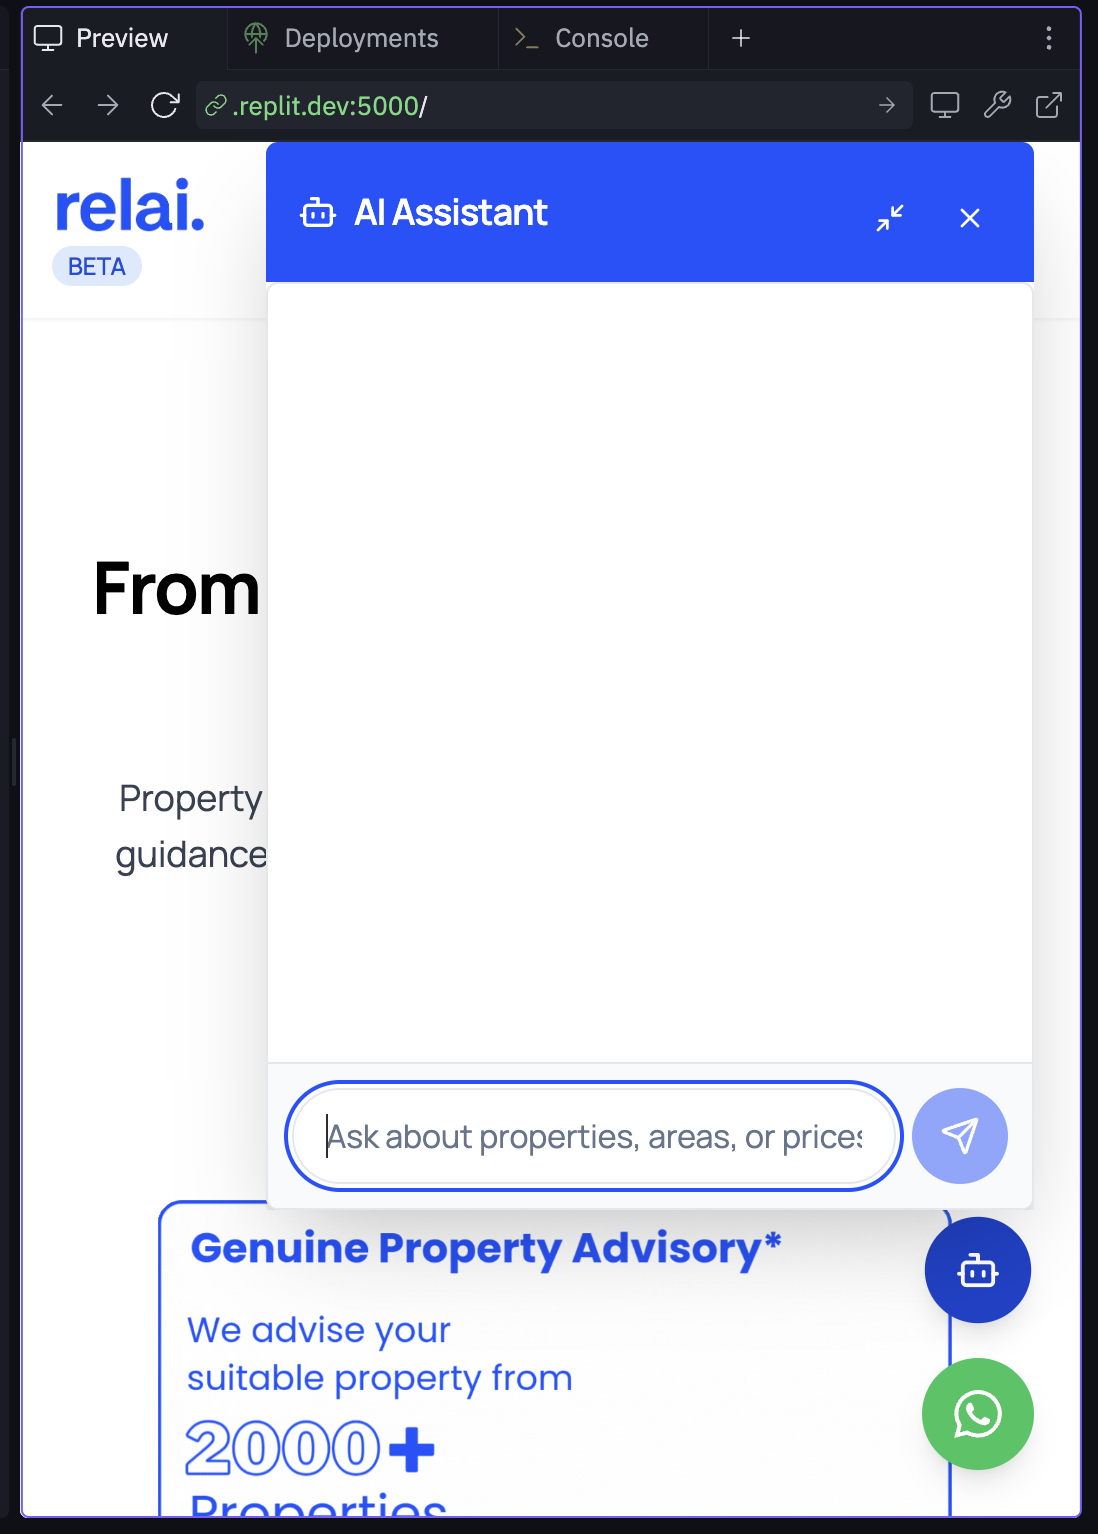 Preview
Deployments
Console
.replit.dev:5000/
relai.
BETA
AI Assistant
From
Property
guidance
Ask about properties, areas, or prices
Genuine Property Advisory*
We advise your
suitable property from
2000+
Properties